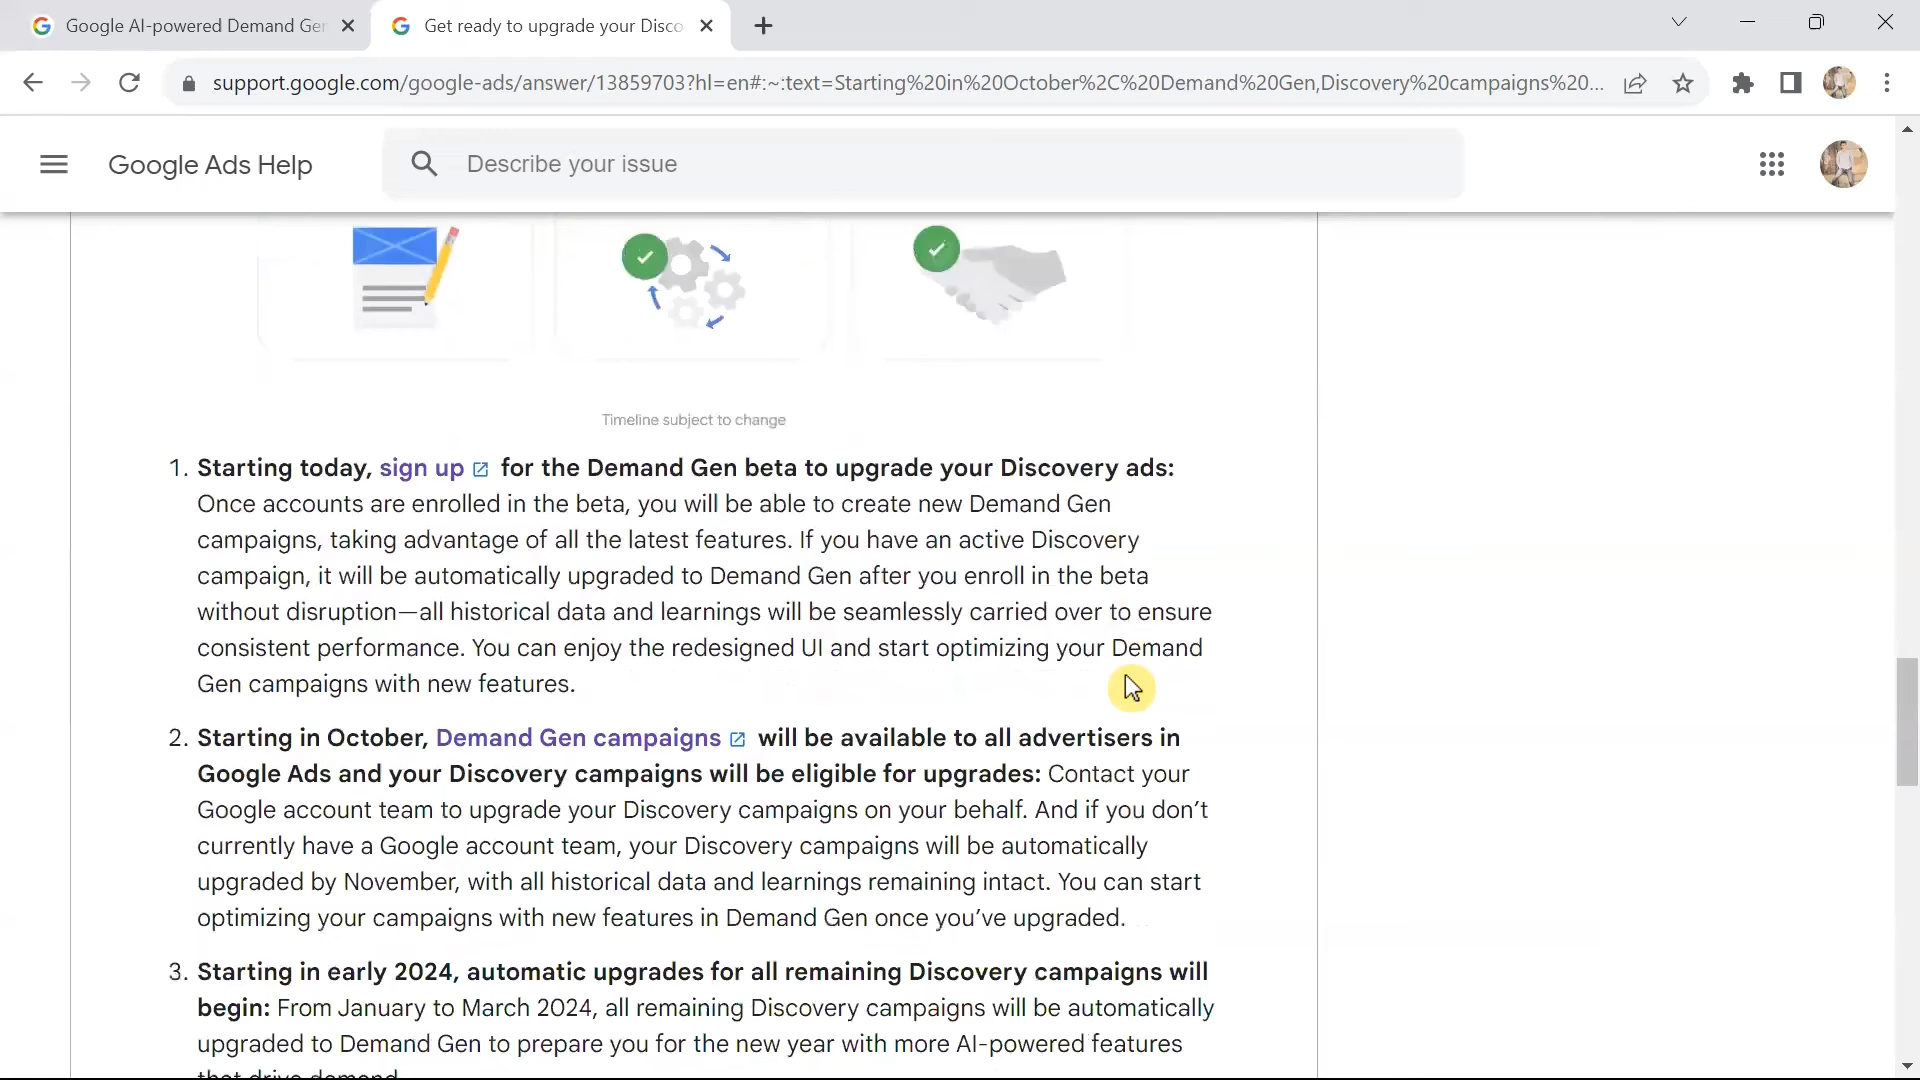 Google AI-powered Demand Ger
Get ready to upgrade your Disco
support.google.com/google-ads/answer/13859703?hl=en#:~:text=Starting%20in%20October%2C%20Demand%20Gen,Discovery%20campaigns%20...
Google Ads Help
Describe your issue
Timeline subject to change
1. Starting today, sign up for the Demand Gen beta to upgrade your Discovery ads:
Once accounts are enrolled in the beta, you will be able to create new Demand Gen
campaigns, taking advantage of all the latest features. If you have an active Discovery
campaign, it will be automatically upgraded to Demand Gen after you enroll in the beta
without disruption—all historical data and learnings will be seamlessly carried over to ensure
consistent performance. You can enjoy the redesigned UI and start optimizing your Demand
Gen campaigns with new features.
2. Starting in October, Demand Gen campaigns will be available to all advertisers in
Google Ads and your Discovery campaigns will be eligible for upgrades: Contact your
Google account team to upgrade your Discovery campaigns on your behalf. And if you don't
currently have a Google account team, your Discovery campaigns will be automatically
upgraded by November, with all historical data and learnings remaining intact. You can start
optimizing your campaigns with new features in Demand Gen once you've upgraded.
3. Starting in early 2024, automatic upgrades for all remaining Discovery campaigns will
begin: From January to March 2024, all remaining Discovery campaigns will be automatically
upgraded to Demand Gen to prepare you for the new year with more AI-powered features
that drive demand